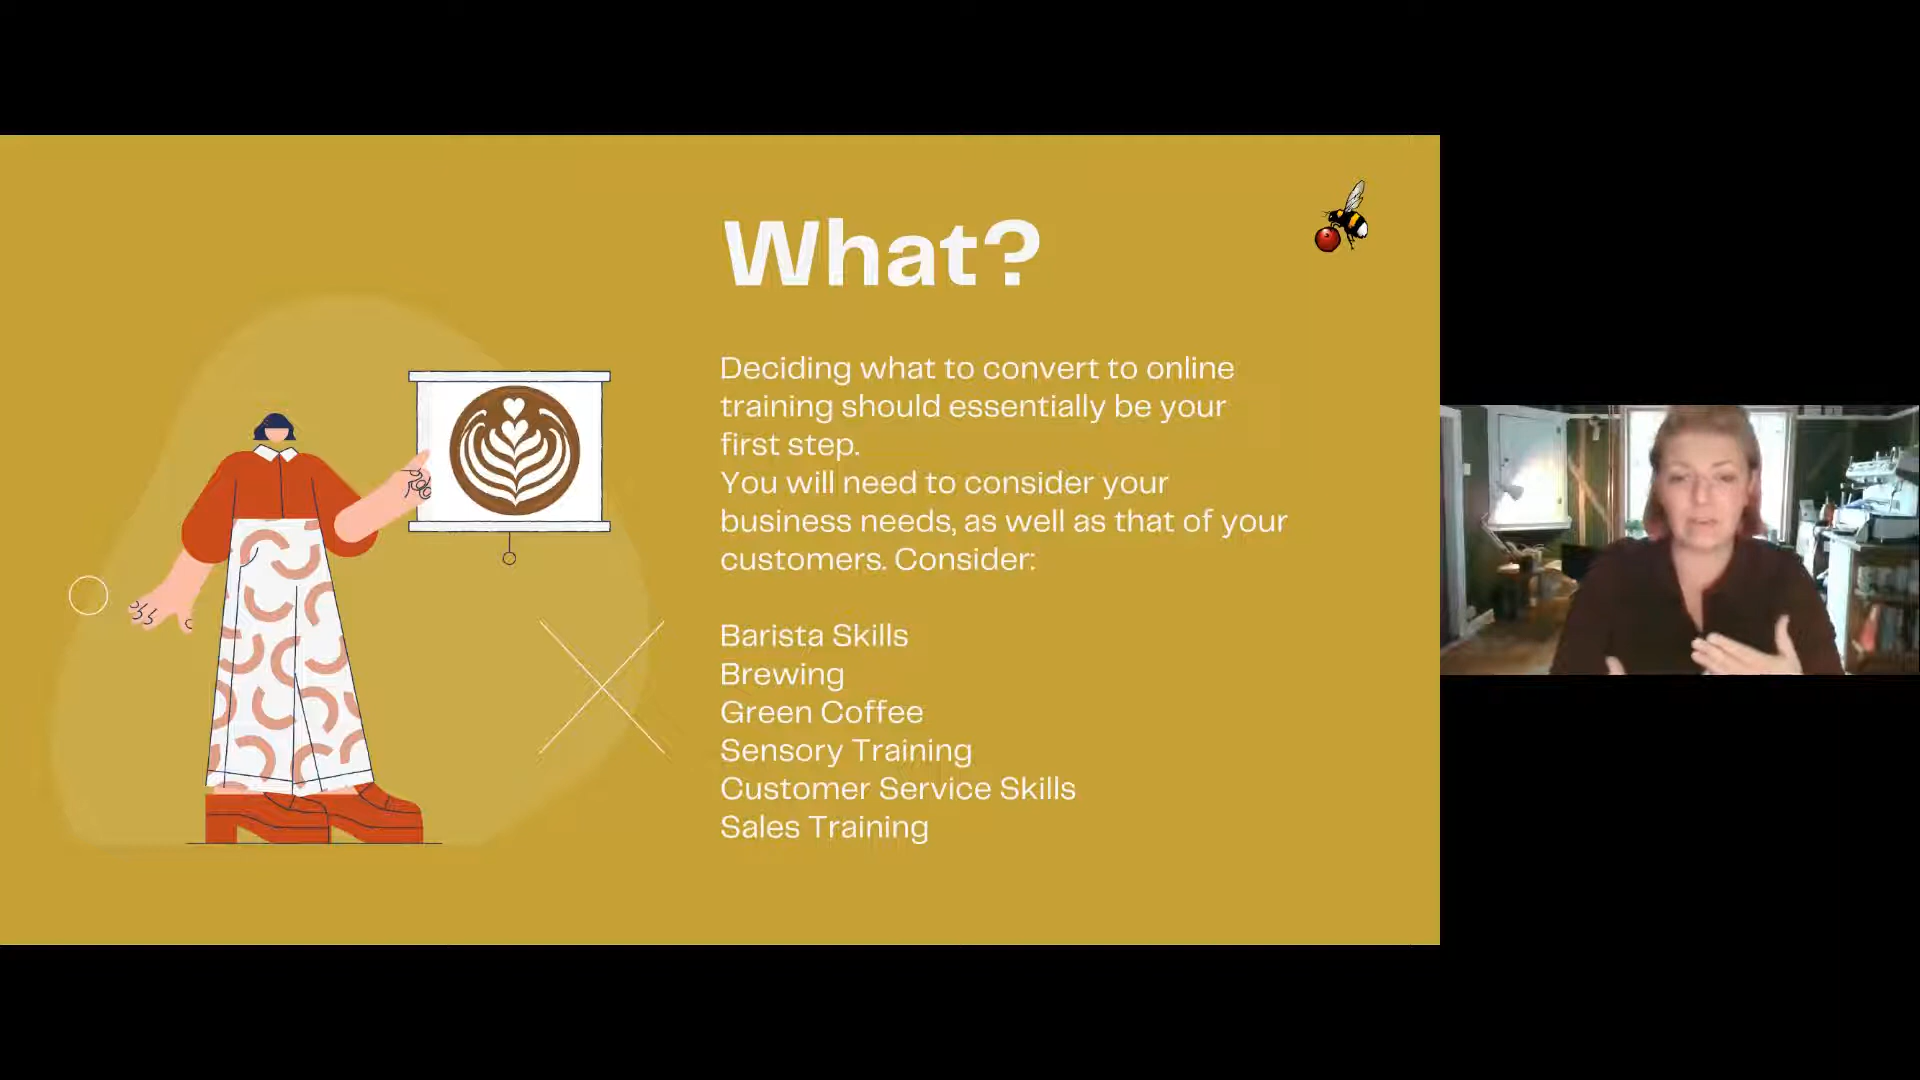 What?
Deciding what to convert to online
training should essentially be your
first step.
You will need to consider your
business needs, as well as that of your
customers. Consider:
Barista Skills
Brewing
Green Coffee
Sensory Training
Customer Service Skills
Sales Training